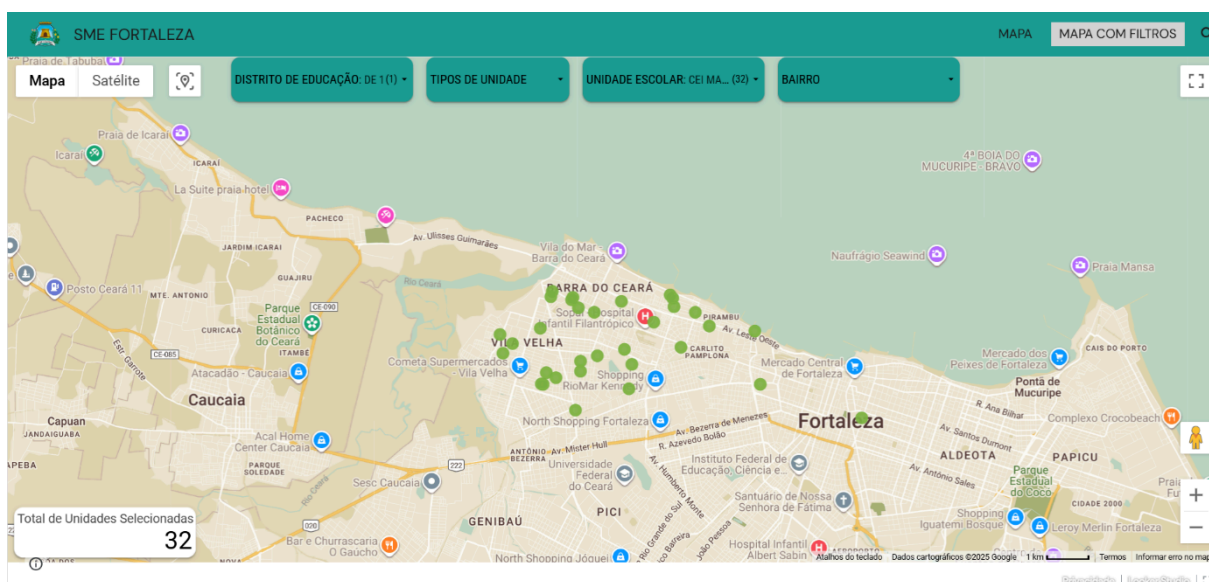 SME FORTALEZA
MAPA
MAPA COM FILTROS
Praia de Tabuba
Mapa
Satélite
DISTRITO DE EDUCAÇÃO: DE 1 (1)
TIPOS DE UNIDADE
UNIDADE ESCOLAR: CEI MA... (32)
BAIRRO
Praia de Icaraí
Icaraí
ICARAÍ
4ª BOIA DO
MUCURIPE - BRAVO
La Suite praia hotel
PACHECO
Av. Ulisses Guimarães
JARDIM ICARAI
Vila do Mar -
Barra do Ceará
Naufrágio Seawind
Praia Mansa
GUAJIRU
Rio Ceará
Posto Ceará 11
MTE. ANTONIO
BARRA DO CEARÁ
Parque
Estadual
Botânico
do Ceará
CE-090
Sopai Hospital
Infantil Filantrópico
PIRAMBU
CURICACA
Av. Leste Oeste
ITAMBÉ
VILA VELHA
CARLITO
PAMPLONA
CE-085
Estr. Garrote
Cometa Supermercados
- Vila Velha
Mercado Central
de Fortaleza
Mercado dos
Peixes de Fortaleza
CAIS DO PORTO
Atacadão - Caucaia
Shopping
RioMar Kennedy
Ponta de
Mucuripe
Caucaia
Capuan
JANDAIGUABA
North Shopping Fortaleza
Av. Bezerra de Menezes
Fortaleza
R. Ana Bilhar
Complexo Crocobeach
Acal Home
Center Caucaia
R. Azevedo Bolão
Av. Santos Dumont
ANTÔNIO
BEZERRA
Av. Mister Hull
ALDEOTA
PAPICU
PARQUE
SOLEDADE
222
Universidade
Federal
do Ceará
Instituto Federal de
Educação, Ciência e...
Av. Antônio Sales
Parque
Estadual
do Cocó
Sesc Caucaia
Rio Ceará
Av. Humberto Monte
Santuário de Nossa
Senhora de Fátima
CIDADE 2000
PICI
GENIBAÚ
Shopping
Iguatemi Bosque
Leroy Merlin Fortaleza
Total de Unidades Selecionadas
32
020
Bar e Churrascaria
O Gaúcho
North Shopping Jóquei
Hospital Infantil
Albert Sabin
AEROPORTO
Atalhos do teclado
Dados cartográficos ©2025 Google
1 km
Termos
Informar erro no map